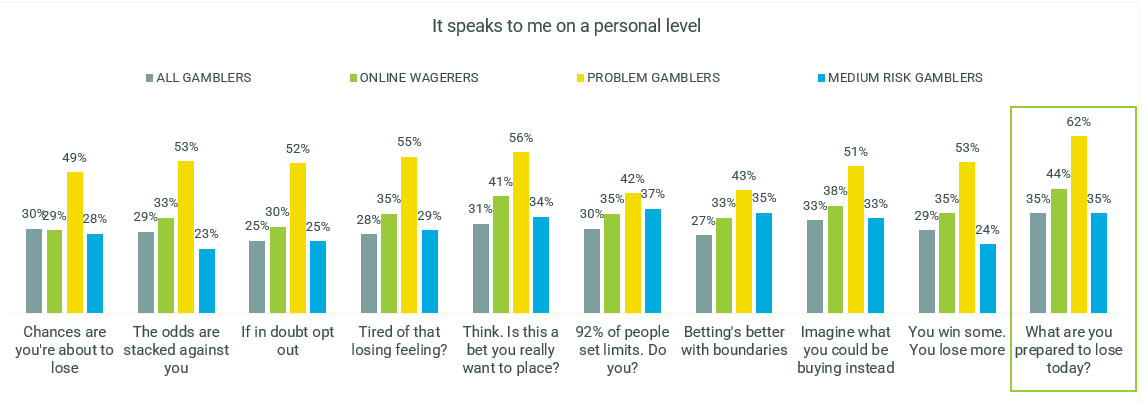 It speaks to me on a personal level
ALL GAMBLERS ONLINE WAGERERS PROBLEM GAMBLERS MEDIUM RISK GAMBLERS
30% 29% 49% 28%
29% 33% 53% 23%
25% 30% 52% 25%
28% 35% 55% 29%
31% 41% 56% 34%
30% 35% 42% 37%
27% 33% 43% 35%
33% 38% 51% 33%
29% 35% 53% 24%
35% 44% 62% 35%
Chances are
you're about to
lose
The odds are
stacked against
you
If in doubt opt
out
Tired of that
losing feeling?
Think. Is this a
bet you really
want to place?
92% of people
set limits. Do
you?
Betting's better
with boundaries
Imagine what
you could be
buying instead
You win some.
You lose more
What are you
prepared to lose
today?